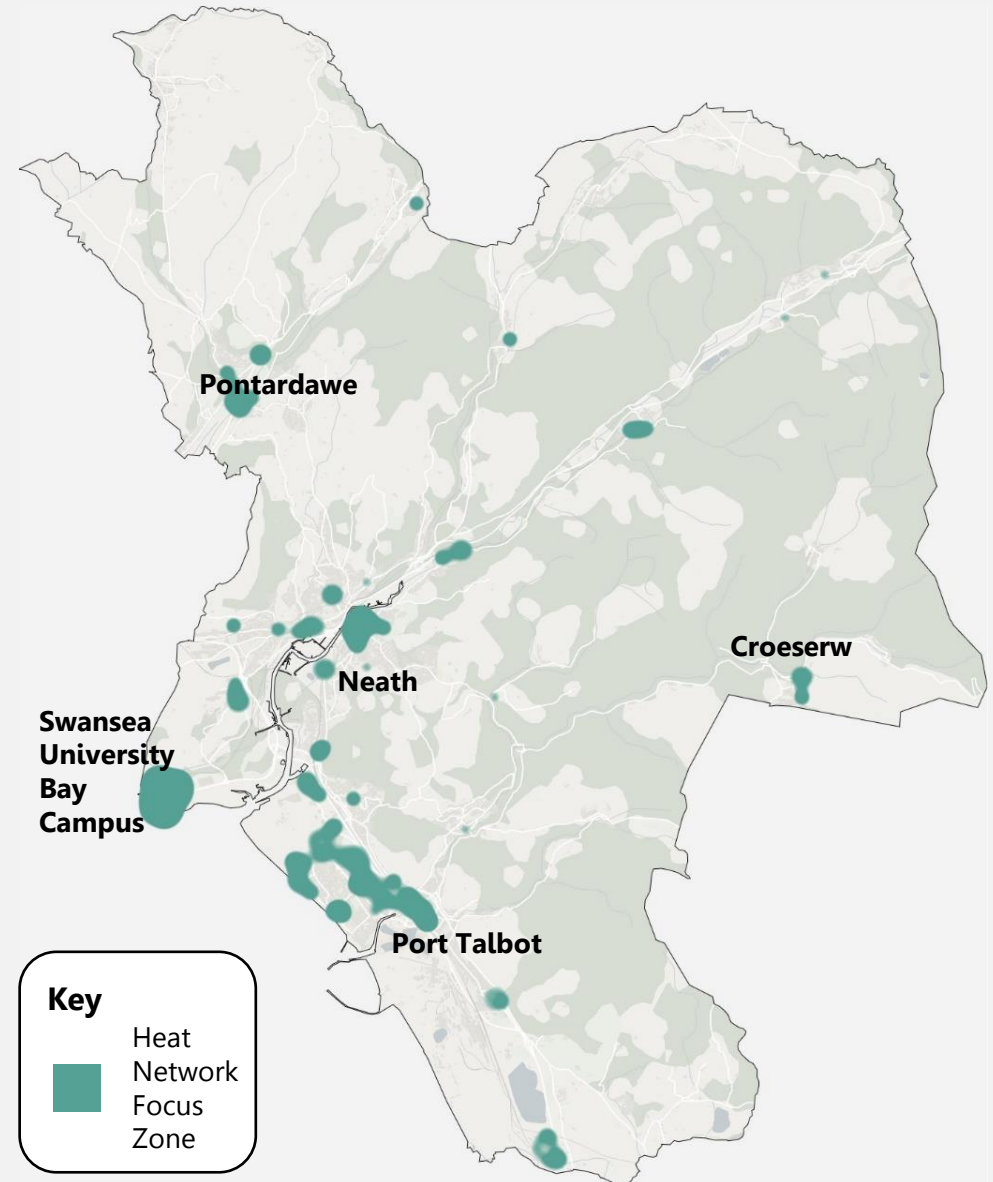 Pontardawe
Croeserw
Neath
Swansea
University
Bay
Campus
Port Talbot
Key
Heat
Network
Focus
Zone